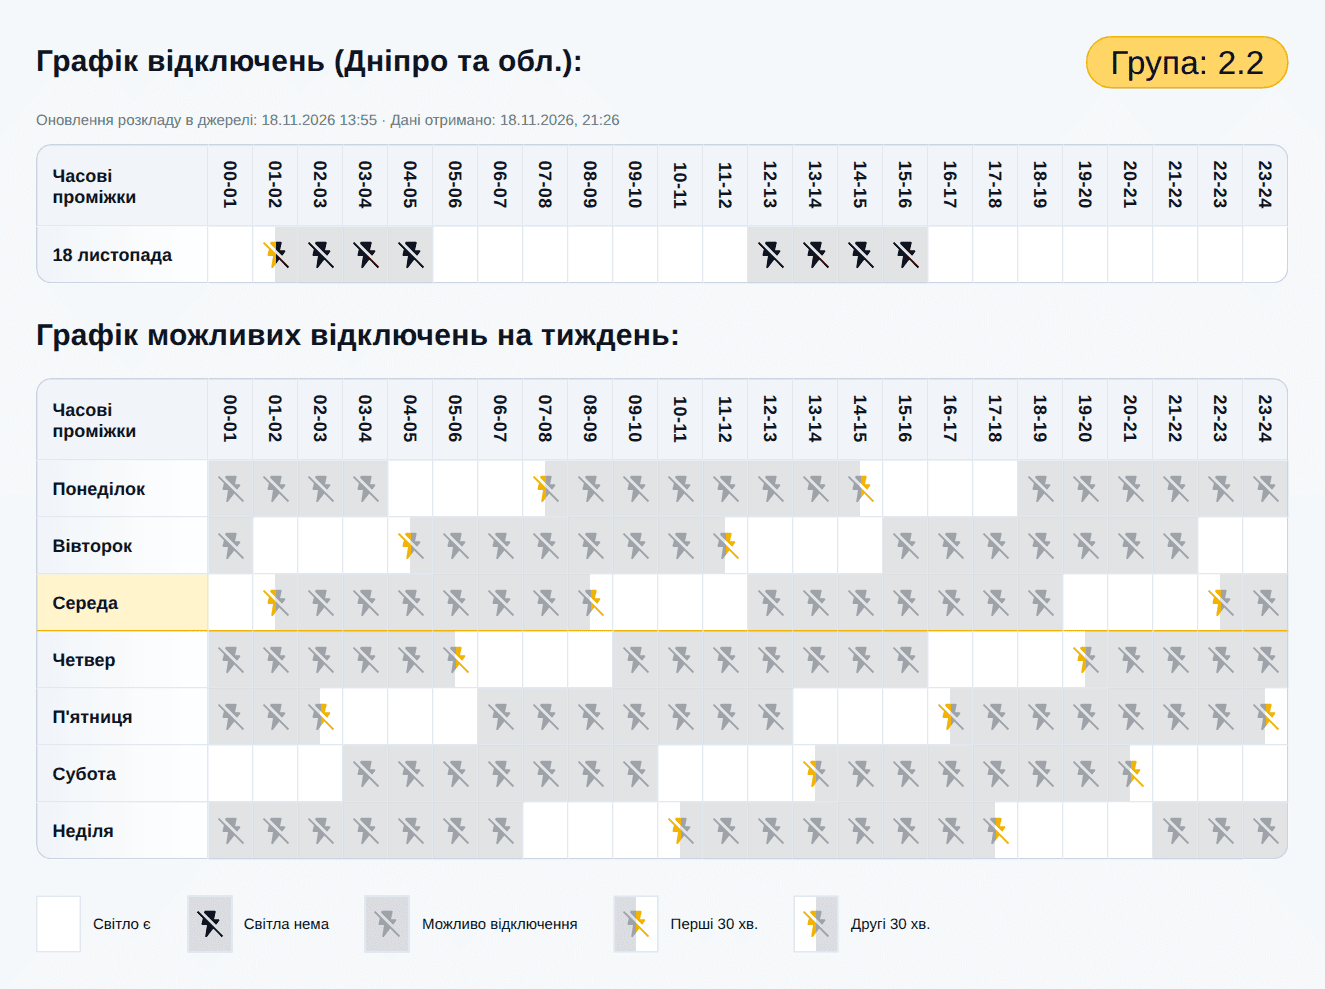 Графік відключень (Дніпро та обл.):
Група: 2.2
Оновлення розкладу в джерелі: 18.11.2026 13:55 · Дані отримано: 18.11.2026, 21:26
Часові проміжки 00-01 01-02 02-03 03-04 04-05 05-06 06-07 07-08 08-09 09-10 10-11 11-12 12-13 13-14 14-15 15-16 16-17 17-18 18-19 19-20 20-21 21-22 22-23 23-24
18 листопада
Графік можливих відключень на тиждень:
Часові проміжки 00-01 01-02 02-03 03-04 04-05 05-06 06-07 07-08 08-09 09-10 10-11 11-12 12-13 13-14 14-15 15-16 16-17 17-18 18-19 19-20 20-21 21-22 22-23 23-24
Понеділок
Вівторок
Середа
Четвер
П'ятниця
Субота
Неділя
Світло є Світла нема Можливо відключення Перші 30 хв. Другі 30 хв.